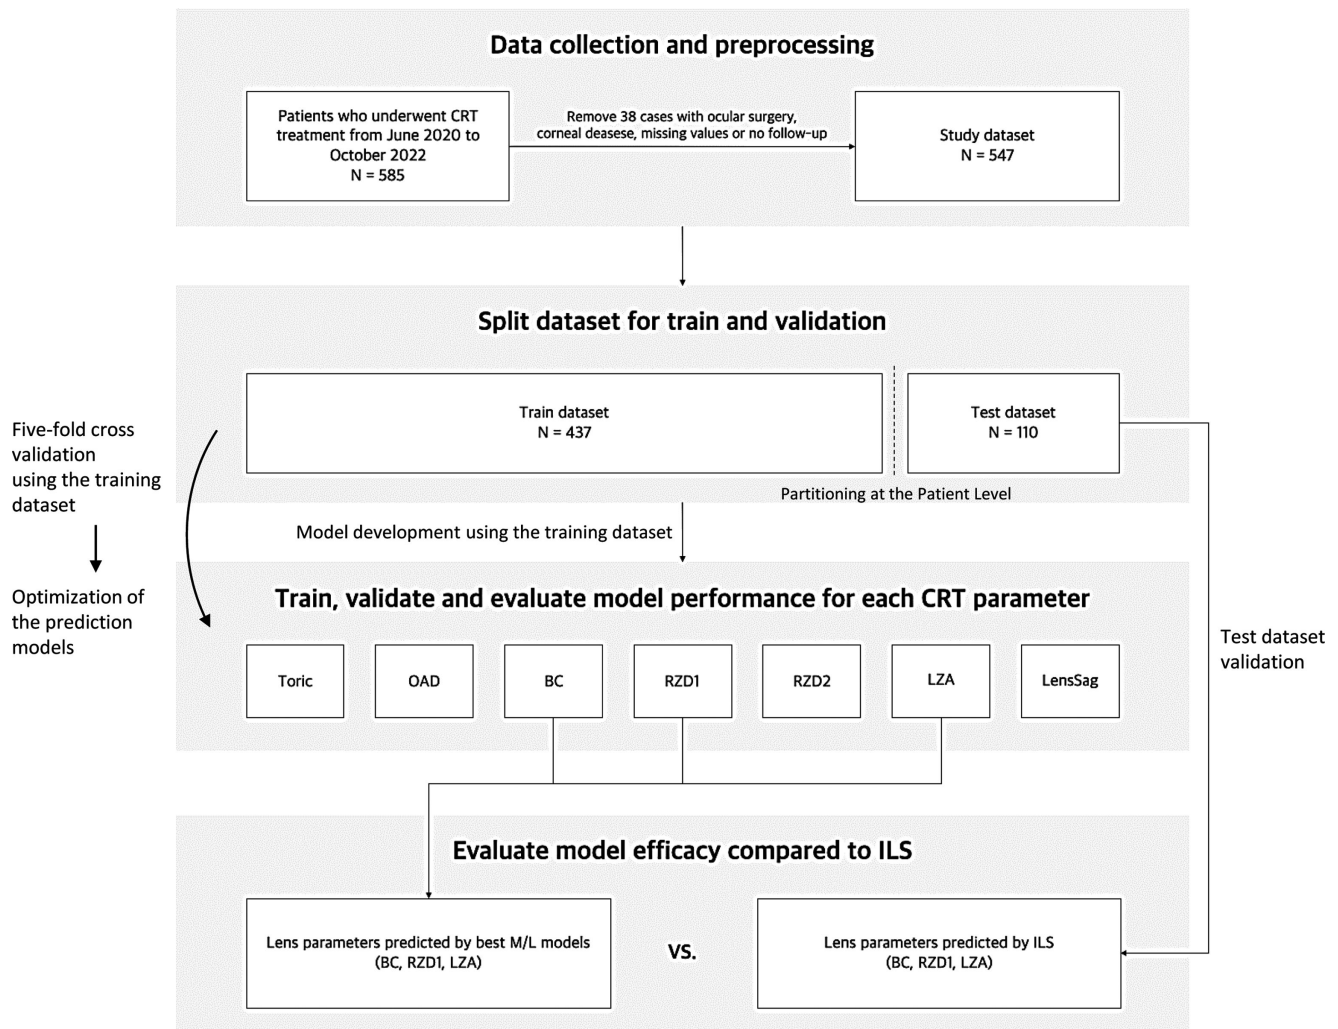 Data collection and preprocessing
Patients who underwent CRT
treatment from June 2020 to
October 2022
N = 585
Remove 38 cases with ocular surgery,
corneal deasese, missing values or no follow-up
Study dataset
N = 547
Split dataset for train and validation
Train dataset
N = 437
Test dataset
N = 110
Partitioning at the Patient Level
Five-fold cross
validation
using the training
dataset
Optimization of
the prediction
models
Model development using the training dataset
Train, validate and evaluate model performance for each CRT parameter
Toric
OAD
BC
RZD1
RZD2
LZA
LensSag
Test dataset
validation
Evaluate model efficacy compared to ILS
Lens parameters predicted by best M/L models
(BC, RZD1, LZA)
VS.
Lens parameters predicted by ILS
(BC, RZD1, LZA)